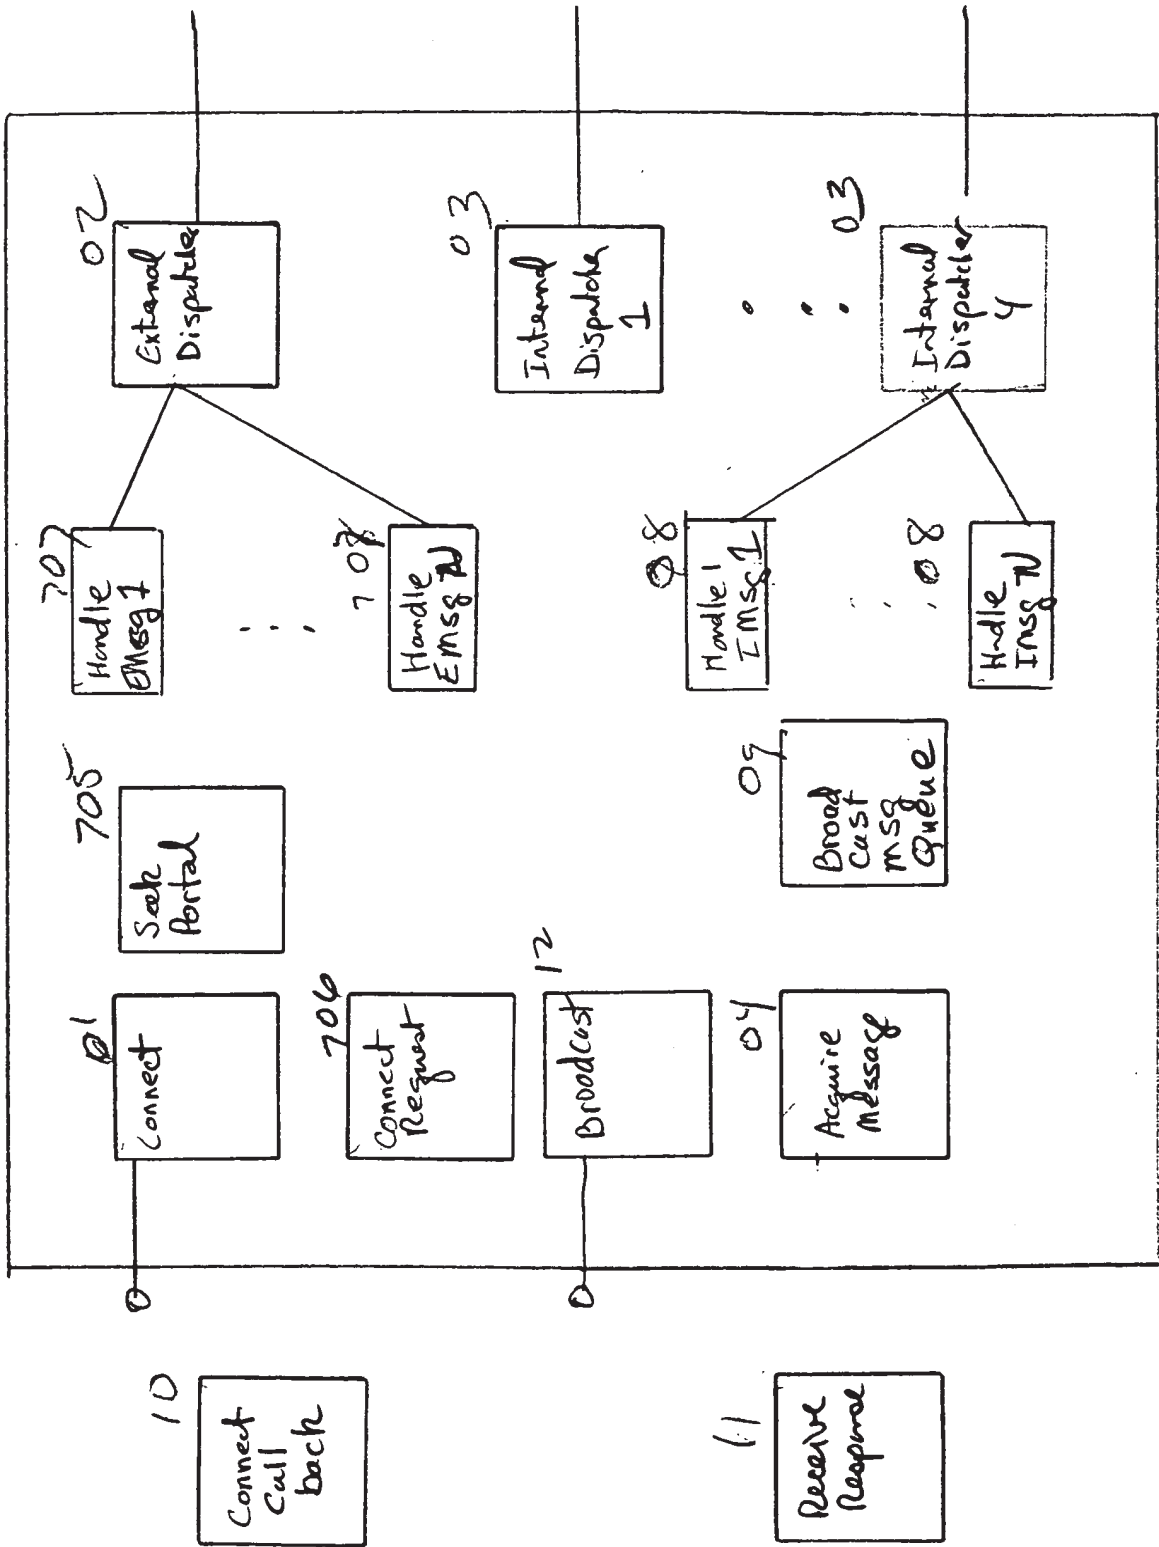 10
Connect
Call
back
11
Receive
Response
01
Connect
706
Connect
Request
12
Broadcast
04
Acquire
Message
705
Seek
Portal
09
Broad
cast
msg
Queue
707
Handle
EMsg 1
707
Handle
EMsg N
08
Handle
IMsg 1
08
Handle
Imsg N
02
External
Dispatcher
03
Internal
Dispatcher
1
03
Internal
Dispatcher
4